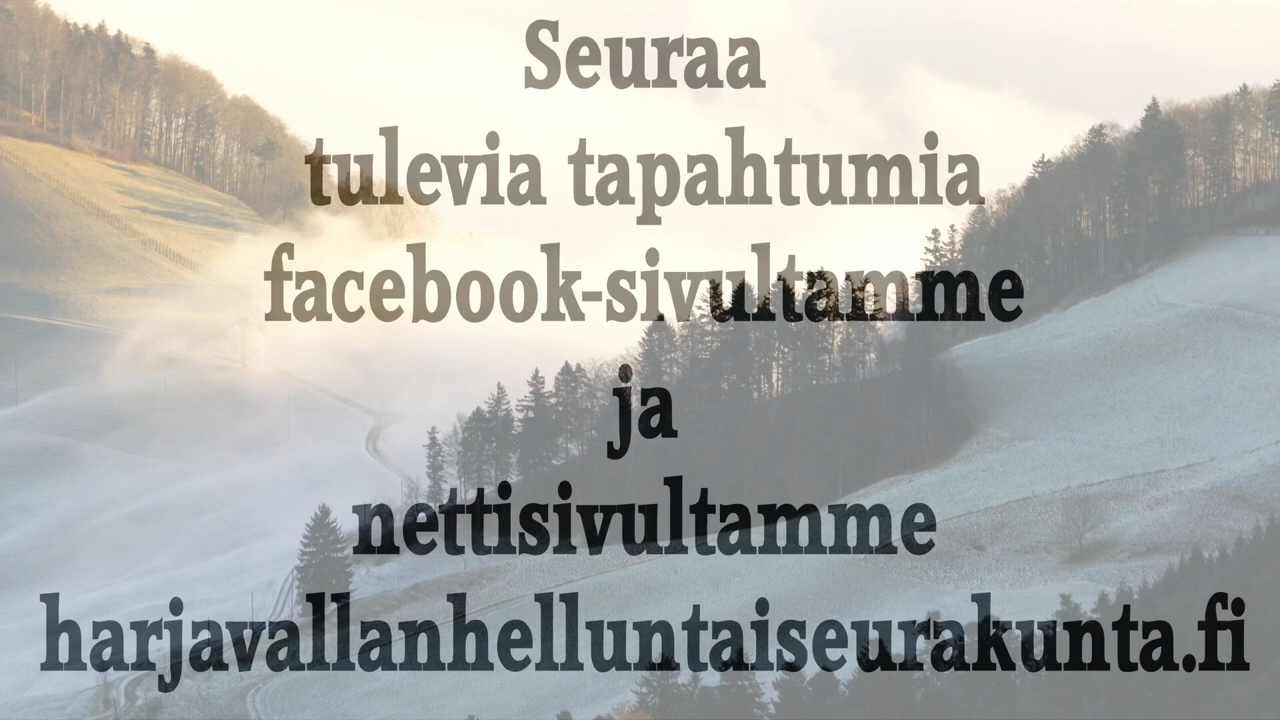 Seuraa
tulevia tapahtumia
facebook-sivultamme
ja
nettisivultamme
harjavallanhelluntaiseurakunta.fi